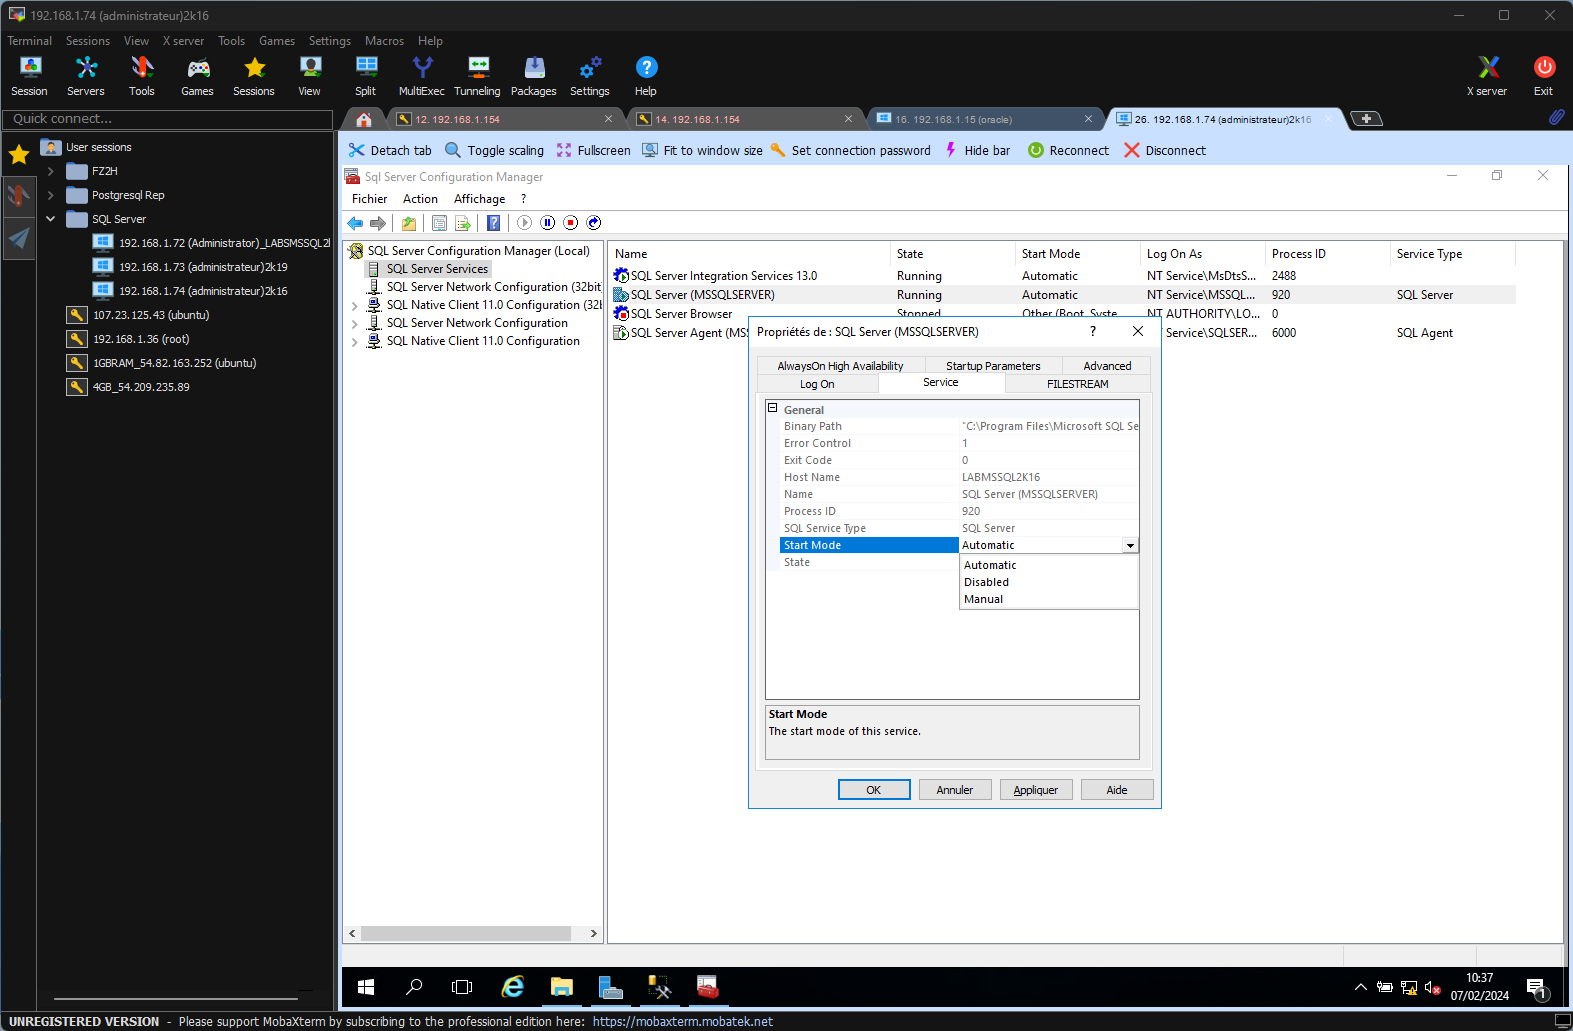 192.168.1.74 (administrateur)2k16
Terminal Sessions View X server Tools Games Settings Macros Help
Session Servers Tools Games Sessions View Split MultiExec Tunneling Packages Settings Help X server Exit
Quick connect...
12. 192.168.1.154
14. 192.168.1.154
16. 192.168.1.15 (oracle)
26. 192.168.1.74 (administrateur)2k16
Detach tab Toggle scaling Fullscreen Fit to window size Set connection password Hide bar Reconnect Disconnect
User sessions
FZ2H
Postgresql Rep
SQL Server
192.168.1.72 (Administrator)_LABSMSSQL2l
192.168.1.73 (administrateur)2k19
192.168.1.74 (administrateur)2k16
107.23.125.43 (ubuntu)
192.168.1.36 (root)
1GBRAM_54.82.163.252 (ubuntu)
4GB_54.209.235.89
Sql Server Configuration Manager
Fichier Action Affichage ?
SQL Server Configuration Manager (Local)
SQL Server Services
SQL Server Network Configuration (32bit
SQL Native Client 11.0 Configuration (32l
SQL Server Network Configuration
SQL Native Client 11.0 Configuration
Name State Start Mode Log On As Process ID Service Type
SQL Server Integration Services 13.0 Running Automatic NT Service\MsDtsS... 2488
SQL Server (MSSQLSERVER) Running Automatic NT Service\MSSQL... 920 SQL Server
SQL Server Browser Stopped Other (Boot, Syste NT AUTHORITY\LO... 0
SQL Server Agent (MS Service\SQLSER... 6000 SQL Agent
Propriétés de : SQL Server (MSSQLSERVER) ?
AlwaysOn High Availability Startup Parameters Advanced
Log On Service FILESTREAM
General
Binary Path "C:\Program Files\Microsoft SQL Se
Error Control 1
Exit Code 0
Host Name LABMSSQL2K16
Name SQL Server (MSSQLSERVER)
Process ID 920
SQL Service Type SQL Server
Start Mode Automatic
State
Automatic
Disabled
Manual
Start Mode
The start mode of this service.
OK Annuler Appliquer Aide
10:37
07/02/2024
1
UNREGISTERED VERSION - Please support MobaXterm by subscribing to the professional edition here: https://mobaxterm.mobatek.net